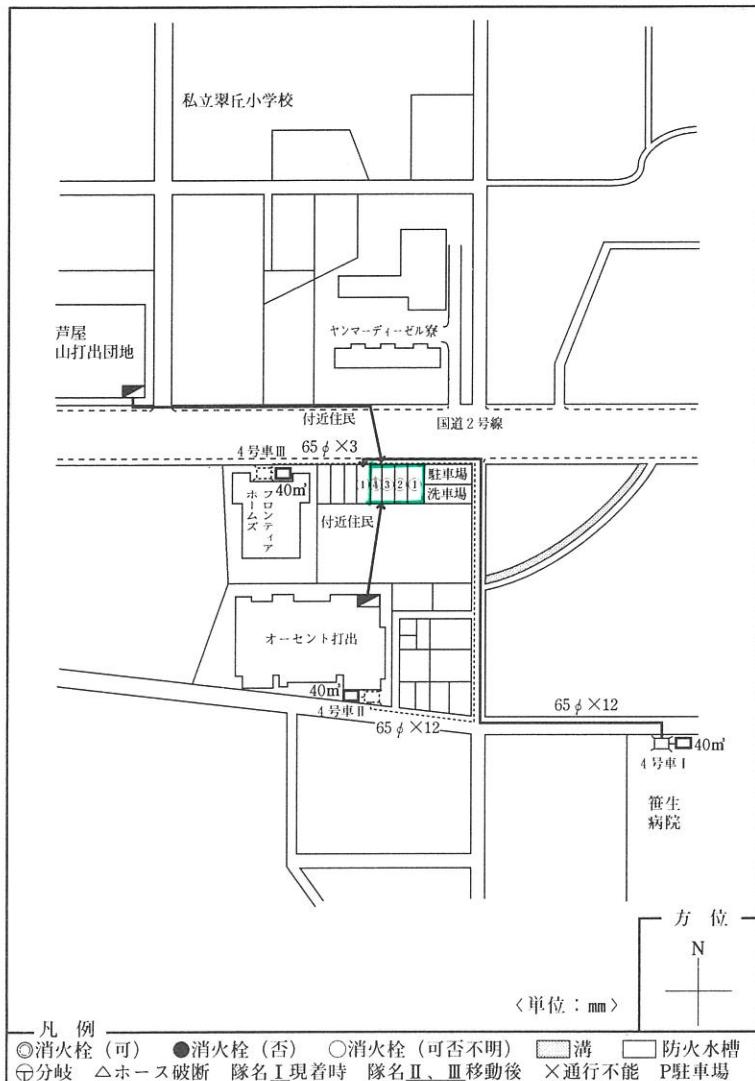 私立翠丘小学校
ヤンマーディーゼル寮
芦屋
山打出団地
付近住民
国道2号線
4号車Ⅲ
65φ×3
40㎥
フロンティア
ホームズ
1 ④ ③ ② ①
駐車場
洗車場
付近住民
オーセント打出
40㎥
4号車Ⅱ
65φ×12
65φ×12
40㎥
4号車Ⅰ
笹生
病院
方位
N
〈単位:mm〉
凡例
◎消火栓(可) ●消火栓(否) ○消火栓(可否不明) 溝 防火水槽
分岐 △ホース破断 隊名Ⅰ現着時 隊名Ⅱ、Ⅲ移動後 ×通行不能 P駐車場